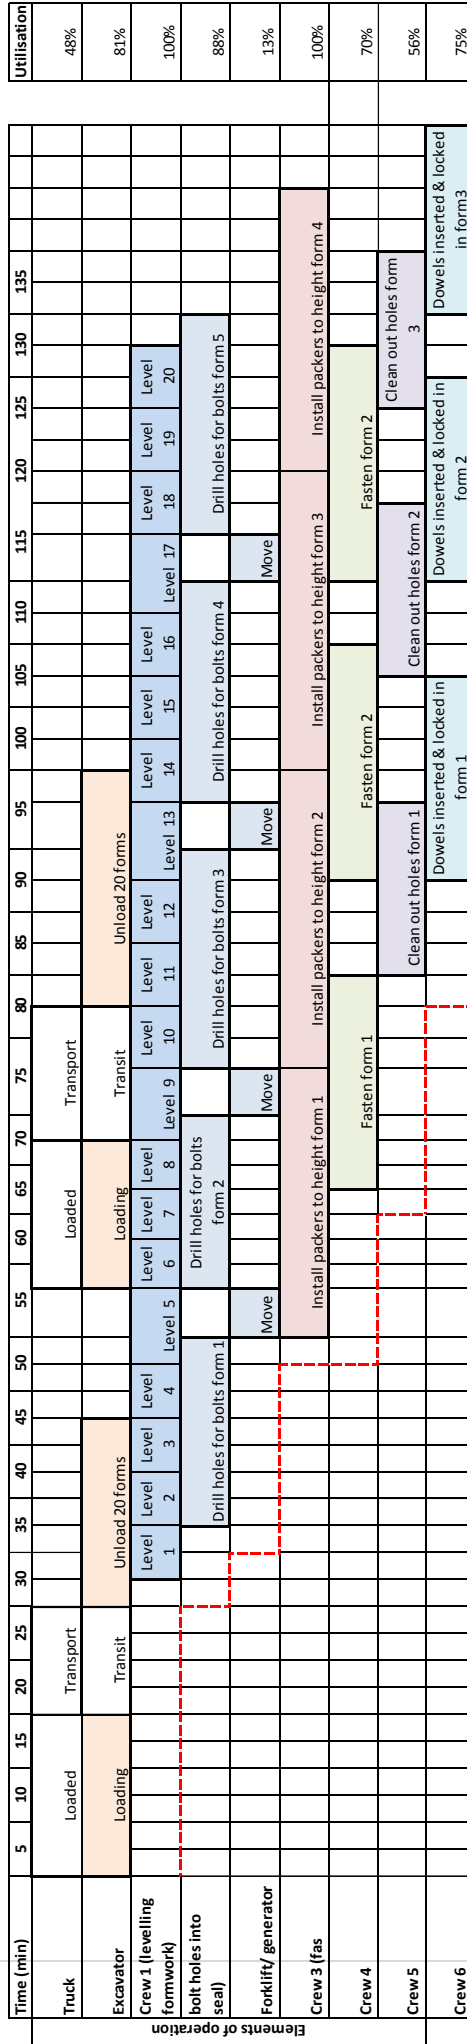 Time (min) 5 10 15 20 25 30 35 40 45 50 55 60 65 70 75 80 85 90 95 100 105 110 115 120 125 130 135 Utilisation
Elements of operation
Truck Loaded Transport Loaded Transport 48%
Excavator Loading Transit Unload 20 forms Loading Transit Unload 20 forms 81%
Crew 1 (levelling
formwork)
Level
1
Level
2
Level
3
Level
4
Level 5
Level
6
Level
7
Level
8
Level 9
Level
10
Level
11
Level
12
Level 13
Level
14
Level
15
Level
16
Level 17
Level
18
Level
19
Level
20
100%
bolt holes into
seal)
Drill holes for bolts form 1
Drill holes for bolts
form 2
Drill holes for bolts form 3
Drill holes for bolts form 4
Drill holes for bolts form 5
88%
Forklift/ generator Move Move Move Move 13%
Crew 3 (fas Install packers to height form 1 Install packers to height form 2 Install packers to height form 3 Install packers to height form 4 100%
Crew 4 Fasten form 1 Fasten form 2 Fasten form 2 70%
Crew 5 Clean out holes form 1 Clean out holes form 2
Clean out holes form
3
56%
Crew 6
Dowels inserted & locked in
form 1
Dowels inserted & locked in
form 2
Dowels inserted & locked
in form3
75%